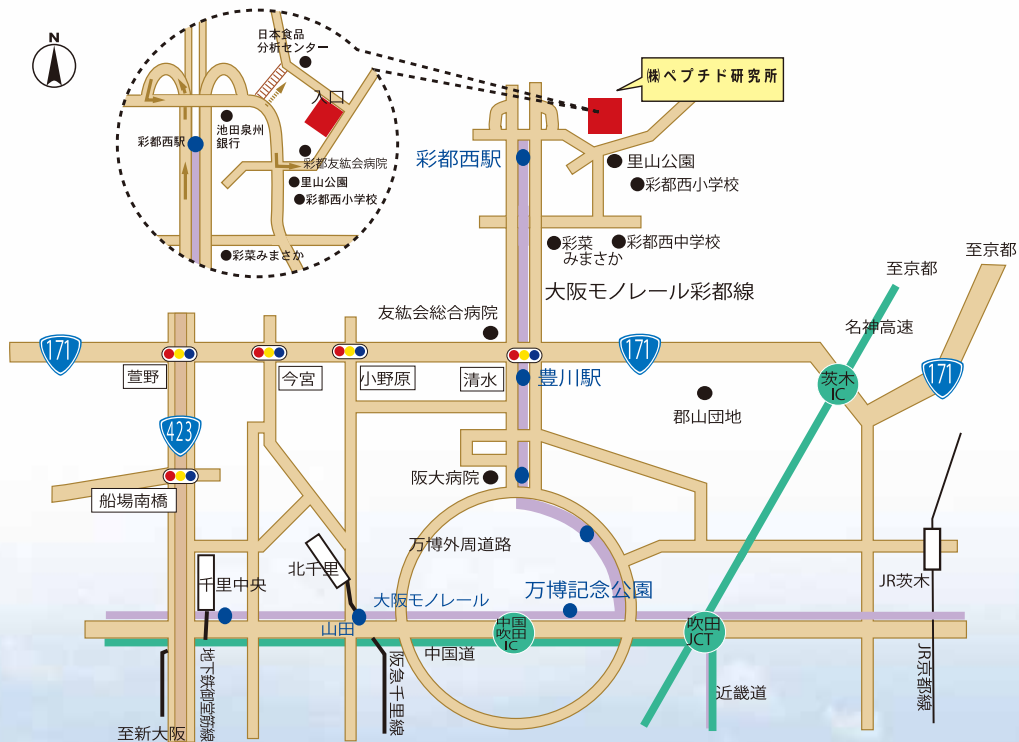 N
日本食品
分析センター
入口
池田泉州
銀行
彩都西駅
彩都友紘会病院
里山公園
彩都西小学校
彩菜みまさか
㈱ペプチド研究所
彩都西駅
里山公園
彩都西小学校
彩菜
みまさか
彩都西中学校
大阪モノレール彩都線
至京都
至京都
名神高速
友紘会総合病院
171
171
171
萱野
今宮
小野原
清水
豊川駅
茨木
IC
郡山団地
423
阪大病院
船場南橋
万博外周道路
千里中央
北千里
大阪モノレール
万博記念公園
JR茨木
山田
中国
吹田
IC
吹田
JCT
中国道
地下鉄御堂筋線
阪急千里線
近畿道
JR京都線
至新大阪